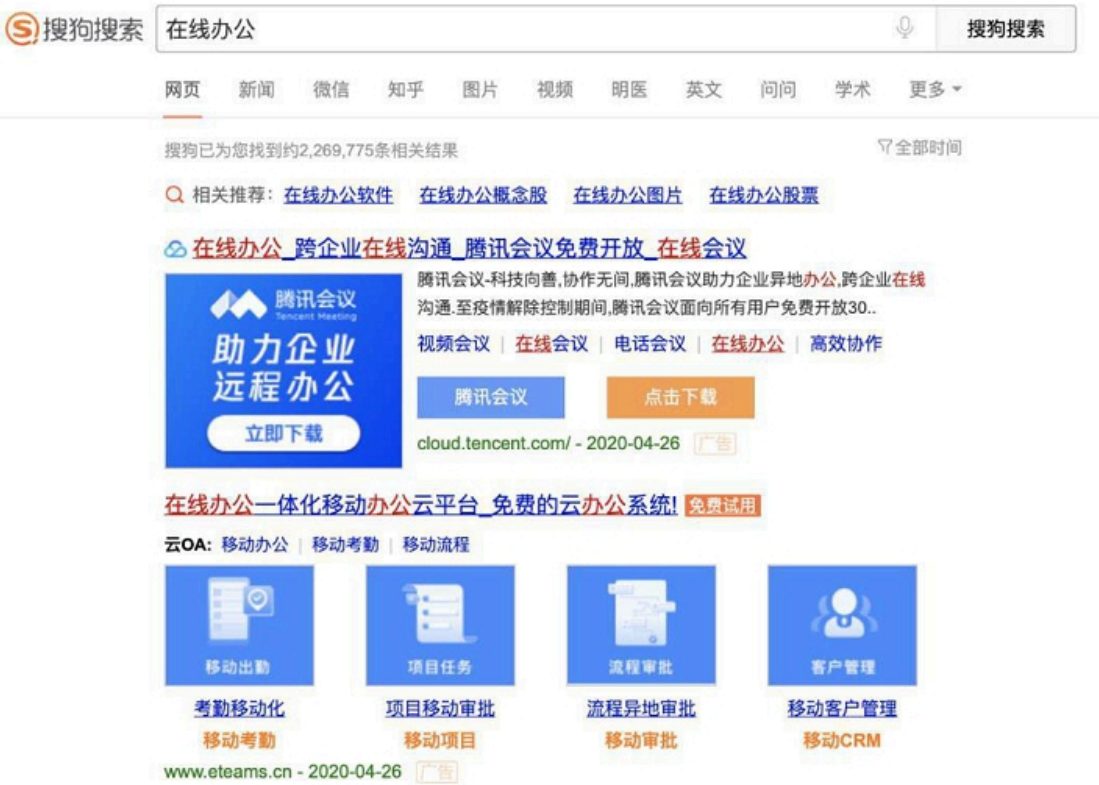 搜狗搜索 在线办公 搜狗搜索
网页 新闻 微信 知乎 图片 视频 明医 英文 问问 学术 更多
搜狗已为您找到约2,269,775条相关结果 全部时间
相关推荐: 在线办公软件 在线办公概念股 在线办公图片 在线办公股票
在线办公_跨企业在线沟通_腾讯会议免费开放_在线会议
腾讯会议
Tencent Meeting
助力企业
远程办公
立即下载
腾讯会议-科技向善,协作无间,腾讯会议助力企业异地办公,跨企业在线
沟通.至疫情解除控制期间,腾讯会议面向所有用户免费开放30..
视频会议 | 在线会议 | 电话会议 | 在线办公 | 高效协作
腾讯会议 点击下载
cloud.tencent.com/ - 2020-04-26 广告
在线办公一体化移动办公云平台_免费的云办公系统! 免费试用
云OA: 移动办公 | 移动考勤 | 移动流程
移动出勤 项目任务 流程审批 客户管理
考勤移动化 项目移动审批 流程异地审批 移动客户管理
移动考勤 移动项目 移动审批 移动CRM
www.eteams.cn - 2020-04-26 广告